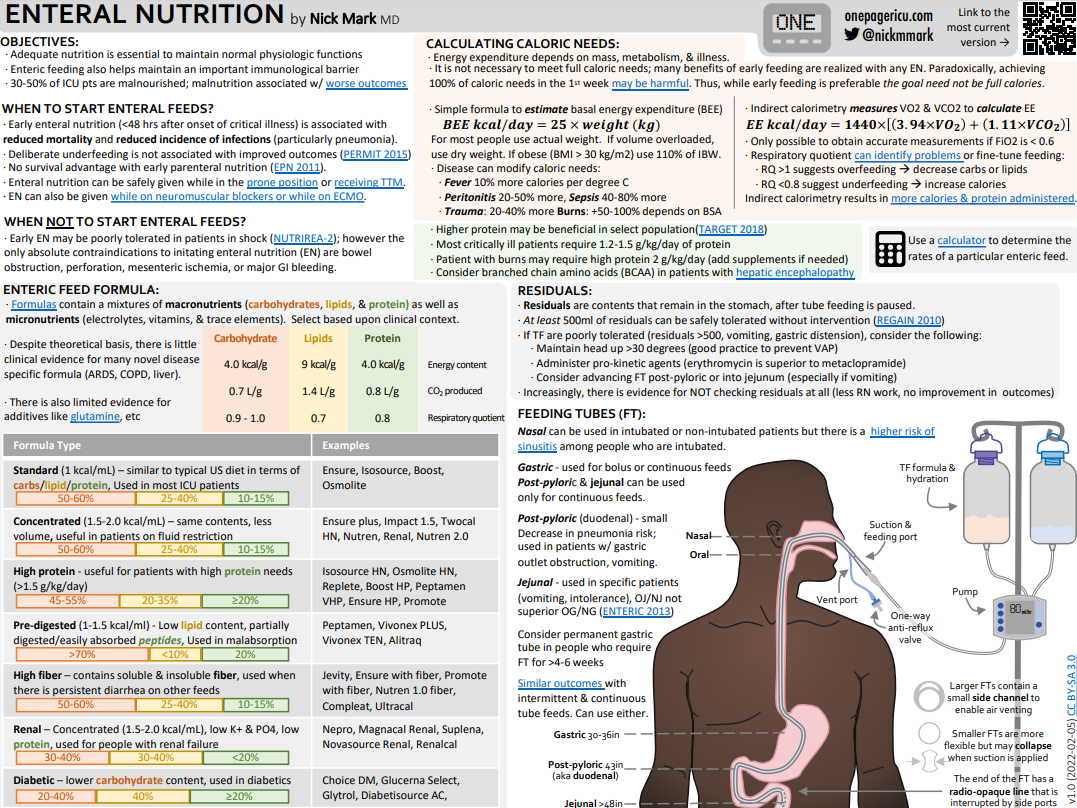 ENTERAL NUTRITION by Nick Mark MD
ONE
onepagericu.com
@nickmmark
Link to the
most current
version →
OBJECTIVES:
· Adequate nutrition is essential to maintain normal physiologic functions
· Enteric feeding also helps maintain an important immunological barrier
· 30-50% of ICU pts are malnourished; malnutrition associated w/ worse outcomes
WHEN TO START ENTERAL FEEDS?
· Early enteral nutrition (<48 hrs after onset of critical illness) is associated with
reduced mortality and reduced incidence of infections (particularly pneumonia).
· Deliberate underfeeding is not associated with improved outcomes (PERMIT 2015)
· No survival advantage with early parenteral nutrition (EPN 2011).
· Enteral nutrition can be safely given while in the prone position or receiving TTM.
· EN can also be given while on neuromuscular blockers or while on ECMO.
WHEN NOT TO START ENTERAL FEEDS?
· Early EN may be poorly tolerated in patients in shock (NUTRIREA-2); however the
only absolute contraindications to initating enteral nutrition (EN) are bowel
obstruction, perforation, mesenteric ischemia, or major GI bleeding.
CALCULATING CALORIC NEEDS:
· Energy expenditure depends on mass, metabolism, & illness.
· It is not necessary to meet full caloric needs; many benefits of early feeding are realized with any EN. Paradoxically, achieving
100% of caloric needs in the 1st week may be harmful. Thus, while early feeding is preferable the goal need not be full calories.
· Simple formula to estimate basal energy expenditure (BEE)
BEE kcal/day = 25 × weight (kg)
For most people use actual weight. If volume overloaded,
use dry weight. If obese (BMI > 30 kg/m2) use 110% of IBW.
· Disease can modify caloric needs:
· Fever 10% more calories per degree C
· Peritonitis 20-50% more, Sepsis 40-80% more
· Trauma: 20-40% more Burns: +50-100% depends on BSA
· Indirect calorimetry measures VO2 & VCO2 to calculate EE
EE kcal/day = 1440×[(3.94×VO₂) + (1.11×VCO₂)]
· Only possible to obtain accurate measurements if FiO2 is < 0.6
· Respiratory quotient can identify problems or fine-tune feeding:
· RQ >1 suggests overfeeding → decrease carbs or lipids
· RQ <0.8 suggest underfeeding → increase calories
Indirect calorimetry results in more calories & protein administered.
· Higher protein may be beneficial in select population(TARGET 2018)
· Most critically ill patients require 1.2-1.5 g/kg/day of protein
· Patient with burns may require high protein 2 g/kg/day (add supplements if needed)
· Consider branched chain amino acids (BCAA) in patients with hepatic encephalopathy
Use a calculator to determine the
rates of a particular enteric feed.
ENTERIC FEED FORMULA:
· Formulas contain a mixtures of macronutrients (carbohydrates, lipids, & protein) as well as
micronutrients (electrolytes, vitamins, & trace elements). Select based upon clinical context.
· Despite theoretical basis, there is little
clinical evidence for many novel disease
specific formula (ARDS, COPD, liver).
· There is also limited evidence for
additives like glutamine, etc
Carbohydrate Lipids Protein
4.0 kcal/g 9 kcal/g 4.0 kcal/g Energy content
0.7 L/g 1.4 L/g 0.8 L/g CO₂ produced
0.9 - 1.0 0.7 0.8 Respiratory quotient
Formula Type Examples
Standard (1 kcal/mL) – similar to typical US diet in terms of
carbs/lipid/protein, Used in most ICU patients
50-60% 25-40% 10-15%
Ensure, Isosource, Boost,
Osmolite
Concentrated (1.5-2.0 kcal/mL) – same contents, less
volume, useful in patients on fluid restriction
50-60% 25-40% 10-15%
Ensure plus, Impact 1.5, Twocal
HN, Nutren, Renal, Nutren 2.0
High protein - useful for patients with high protein needs
(>1.5 g/kg/day)
45-55% 20-35% ≥20%
Isosource HN, Osmolite HN,
Replete, Boost HP, Peptamen
VHP, Ensure HP, Promote
Pre-digested (1-1.5 kcal/ml) - Low lipid content, partially
digested/easily absorbed peptides, Used in malabsorption
>70% <10% 20%
Peptamen, Vivonex PLUS,
Vivonex TEN, Alitraq
High fiber – contains soluble & insoluble fiber, used when
there is persistent diarrhea on other feeds
50-60% 25-40% 10-15%
Jevity, Ensure with fiber, Promote
with fiber, Nutren 1.0 fiber,
Compleat, Ultracal
Renal – Concentrated (1.5-2.0 kcal/mL), low K+ & PO4, low
protein, used for people with renal failure
30-40% 30-40% <20%
Nepro, Magnacal Renal, Suplena,
Novasource Renal, Renalcal
Diabetic – lower carbohydrate content, used in diabetics
20-40% 40% ≥20%
Choice DM, Glucerna Select,
Glytrol, Diabetisource AC,
RESIDUALS:
· Residuals are contents that remain in the stomach, after tube feeding is paused.
· At least 500ml of residuals can be safely tolerated without intervention (REGAIN 2010)
· If TF are poorly tolerated (residuals >500, vomiting, gastric distension), consider the following:
· Maintain head up >30 degrees (good practice to prevent VAP)
· Administer pro-kinetic agents (erythromycin is superior to metaclopramide)
· Consider advancing FT post-pyloric or into jejunum (especially if vomiting)
· Increasingly, there is evidence for NOT checking residuals at all (less RN work, no improvement in outcomes)
FEEDING TUBES (FT):
Nasal can be used in intubated or non-intubated patients but there is a higher risk of
sinusitis among people who are intubated.
Gastric - used for bolus or continuous feeds
Post-pyloric & jejunal can be used
only for continuous feeds.
Post-pyloric (duodenal) - small
Decrease in pneumonia risk;
used in patients w/ gastric
outlet obstruction, vomiting.
Jejunal - used in specific patients
(vomiting, intolerance), OJ/NJ not
superior OG/NG (ENTERIC 2013)
Consider permanent gastric
tube in people who require
FT for >4-6 weeks
Similar outcomes with
intermittent & continuous
tube feeds. Can use either.
Nasal
Oral
Gastric 30-36in
Post-pyloric 43in
(aka duodenal)
Jejunal >48in
TF formula &
hydration
Suction &
feeding port
Vent port
One-way
anti-reflux
valve
Pump
80 ml/hr
Larger FTs contain a
small side channel to
enable air venting
Smaller FTs are more
flexible but may collapse
when suction is applied
The end of the FT has a
radio-opaque line that is
interrupted by side ports
v1.0 (2022-02-05) CC BY-SA 3.0